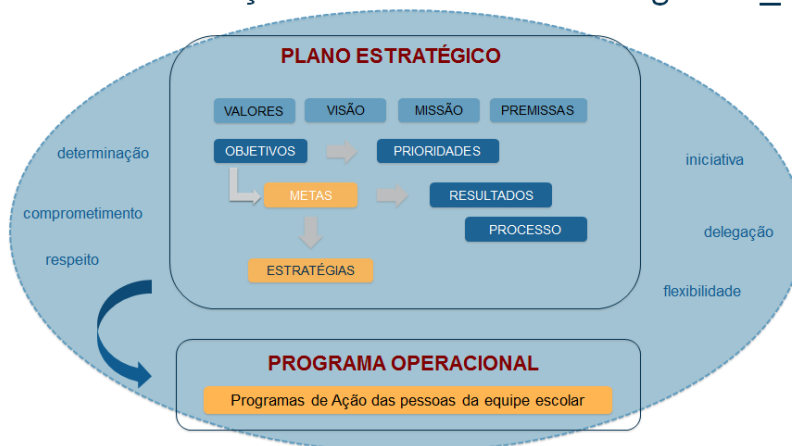 PLANO ESTRATÉGICO
VALORES VISÃO MISSÃO PREMISSAS
OBJETIVOS PRIORIDADES
METAS RESULTADOS
PROCESSO
ESTRATÉGIAS
determinação
comprometimento
respeito
iniciativa
delegação
flexibilidade
PROGRAMA OPERACIONAL
Programas de Ação das pessoas da equipe escolar